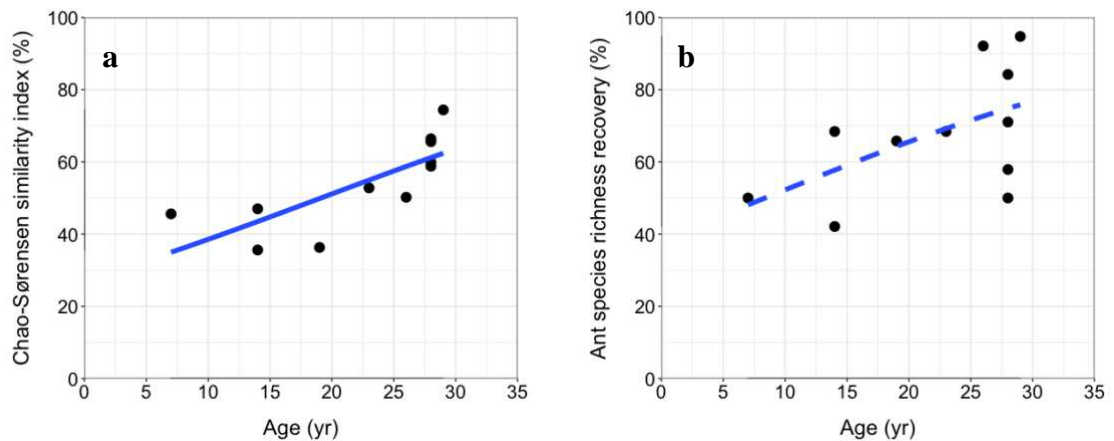 a
Chao-Sørensen similarity index (%)
100
80
60
40
20
0
0 5 10 15 20 25 30 35
Age (yr)
b
Ant species richness recovery (%)
100
80
60
40
20
0
0 5 10 15 20 25 30 35
Age (yr)